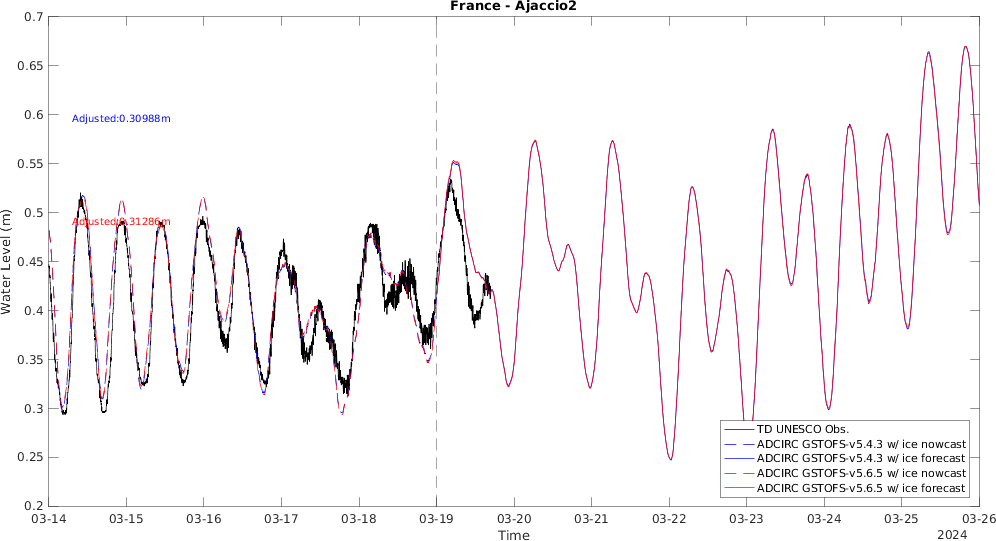 France - Ajaccio2
Water Level (m)
0.7
0.65
0.6
0.55
0.5
0.45
0.4
0.35
0.3
0.25
0.2
Adjusted:0.30988m
Adjusted:0.31286m
TD UNESCO Obs.
ADCIRC GSTOFS-v5.4.3 w/ ice nowcast
ADCIRC GSTOFS-v5.4.3 w/ ice forecast
ADCIRC GSTOFS-v5.6.5 w/ ice nowcast
ADCIRC GSTOFS-v5.6.5 w/ ice forecast
03-14 03-15 03-16 03-17 03-18 03-19 03-20 03-21 03-22 03-23 03-24 03-25 03-26
Time
2024